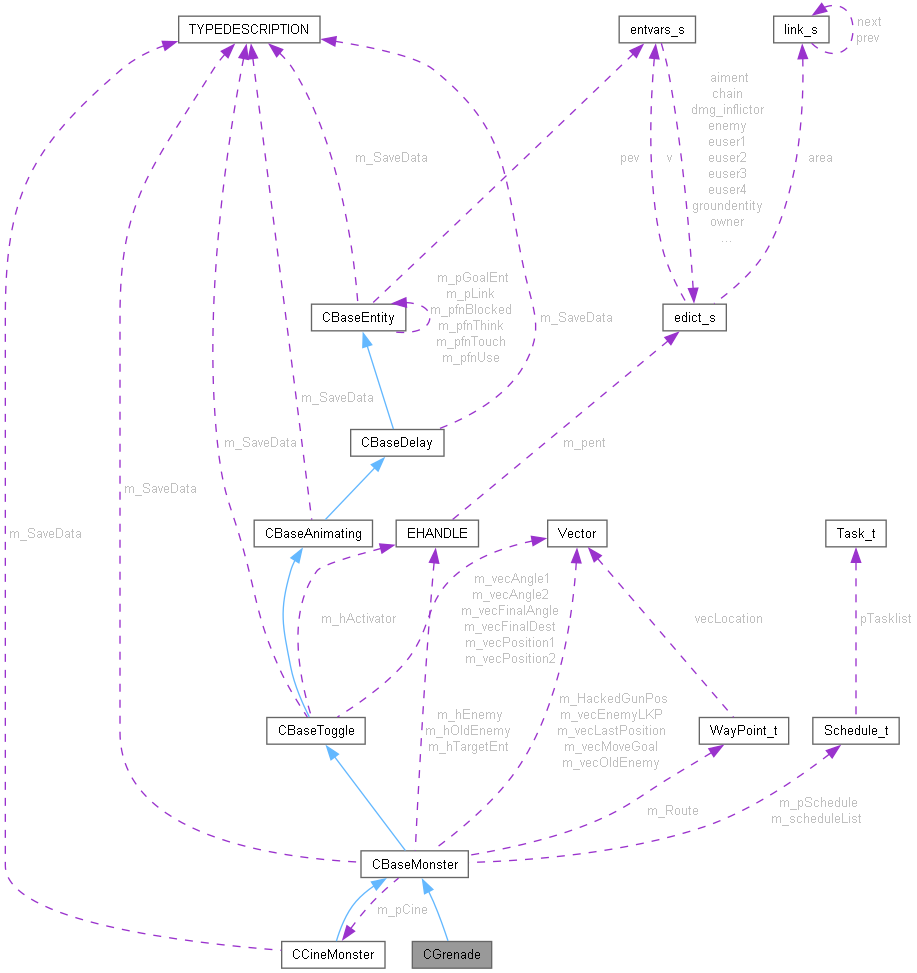 TYPEDESCRIPTION
entvars_s
link_s
next
prev
aiment
chain
dmg_inflictor
enemy
euser1
euser2
euser3
euser4
groundentity
owner
...
m_SaveData
pev
v
area
m_pGoalEnt
m_pLink
m_pfnBlocked
m_pfnThink
m_pfnTouch
m_pfnUse
CBaseEntity
m_SaveData
edict_s
m_SaveData
m_SaveData
CBaseDelay
m_pent
m_SaveData
m_SaveData
CBaseAnimating
EHANDLE
Vector
Task_t
m_hActivator
m_vecAngle1
m_vecAngle2
m_vecFinalAngle
m_vecFinalDest
m_vecPosition1
m_vecPosition2
vecLocation
pTasklist
CBaseToggle
m_hEnemy
m_hOldEnemy
m_hTargetEnt
m_HackedGunPos
m_vecEnemyLKP
m_vecLastPosition
m_vecMoveGoal
m_vecOldEnemy
WayPoint_t
Schedule_t
m_Route
m_pSchedule
m_scheduleList
CBaseMonster
m_pCine
CCineMonster
CGrenade